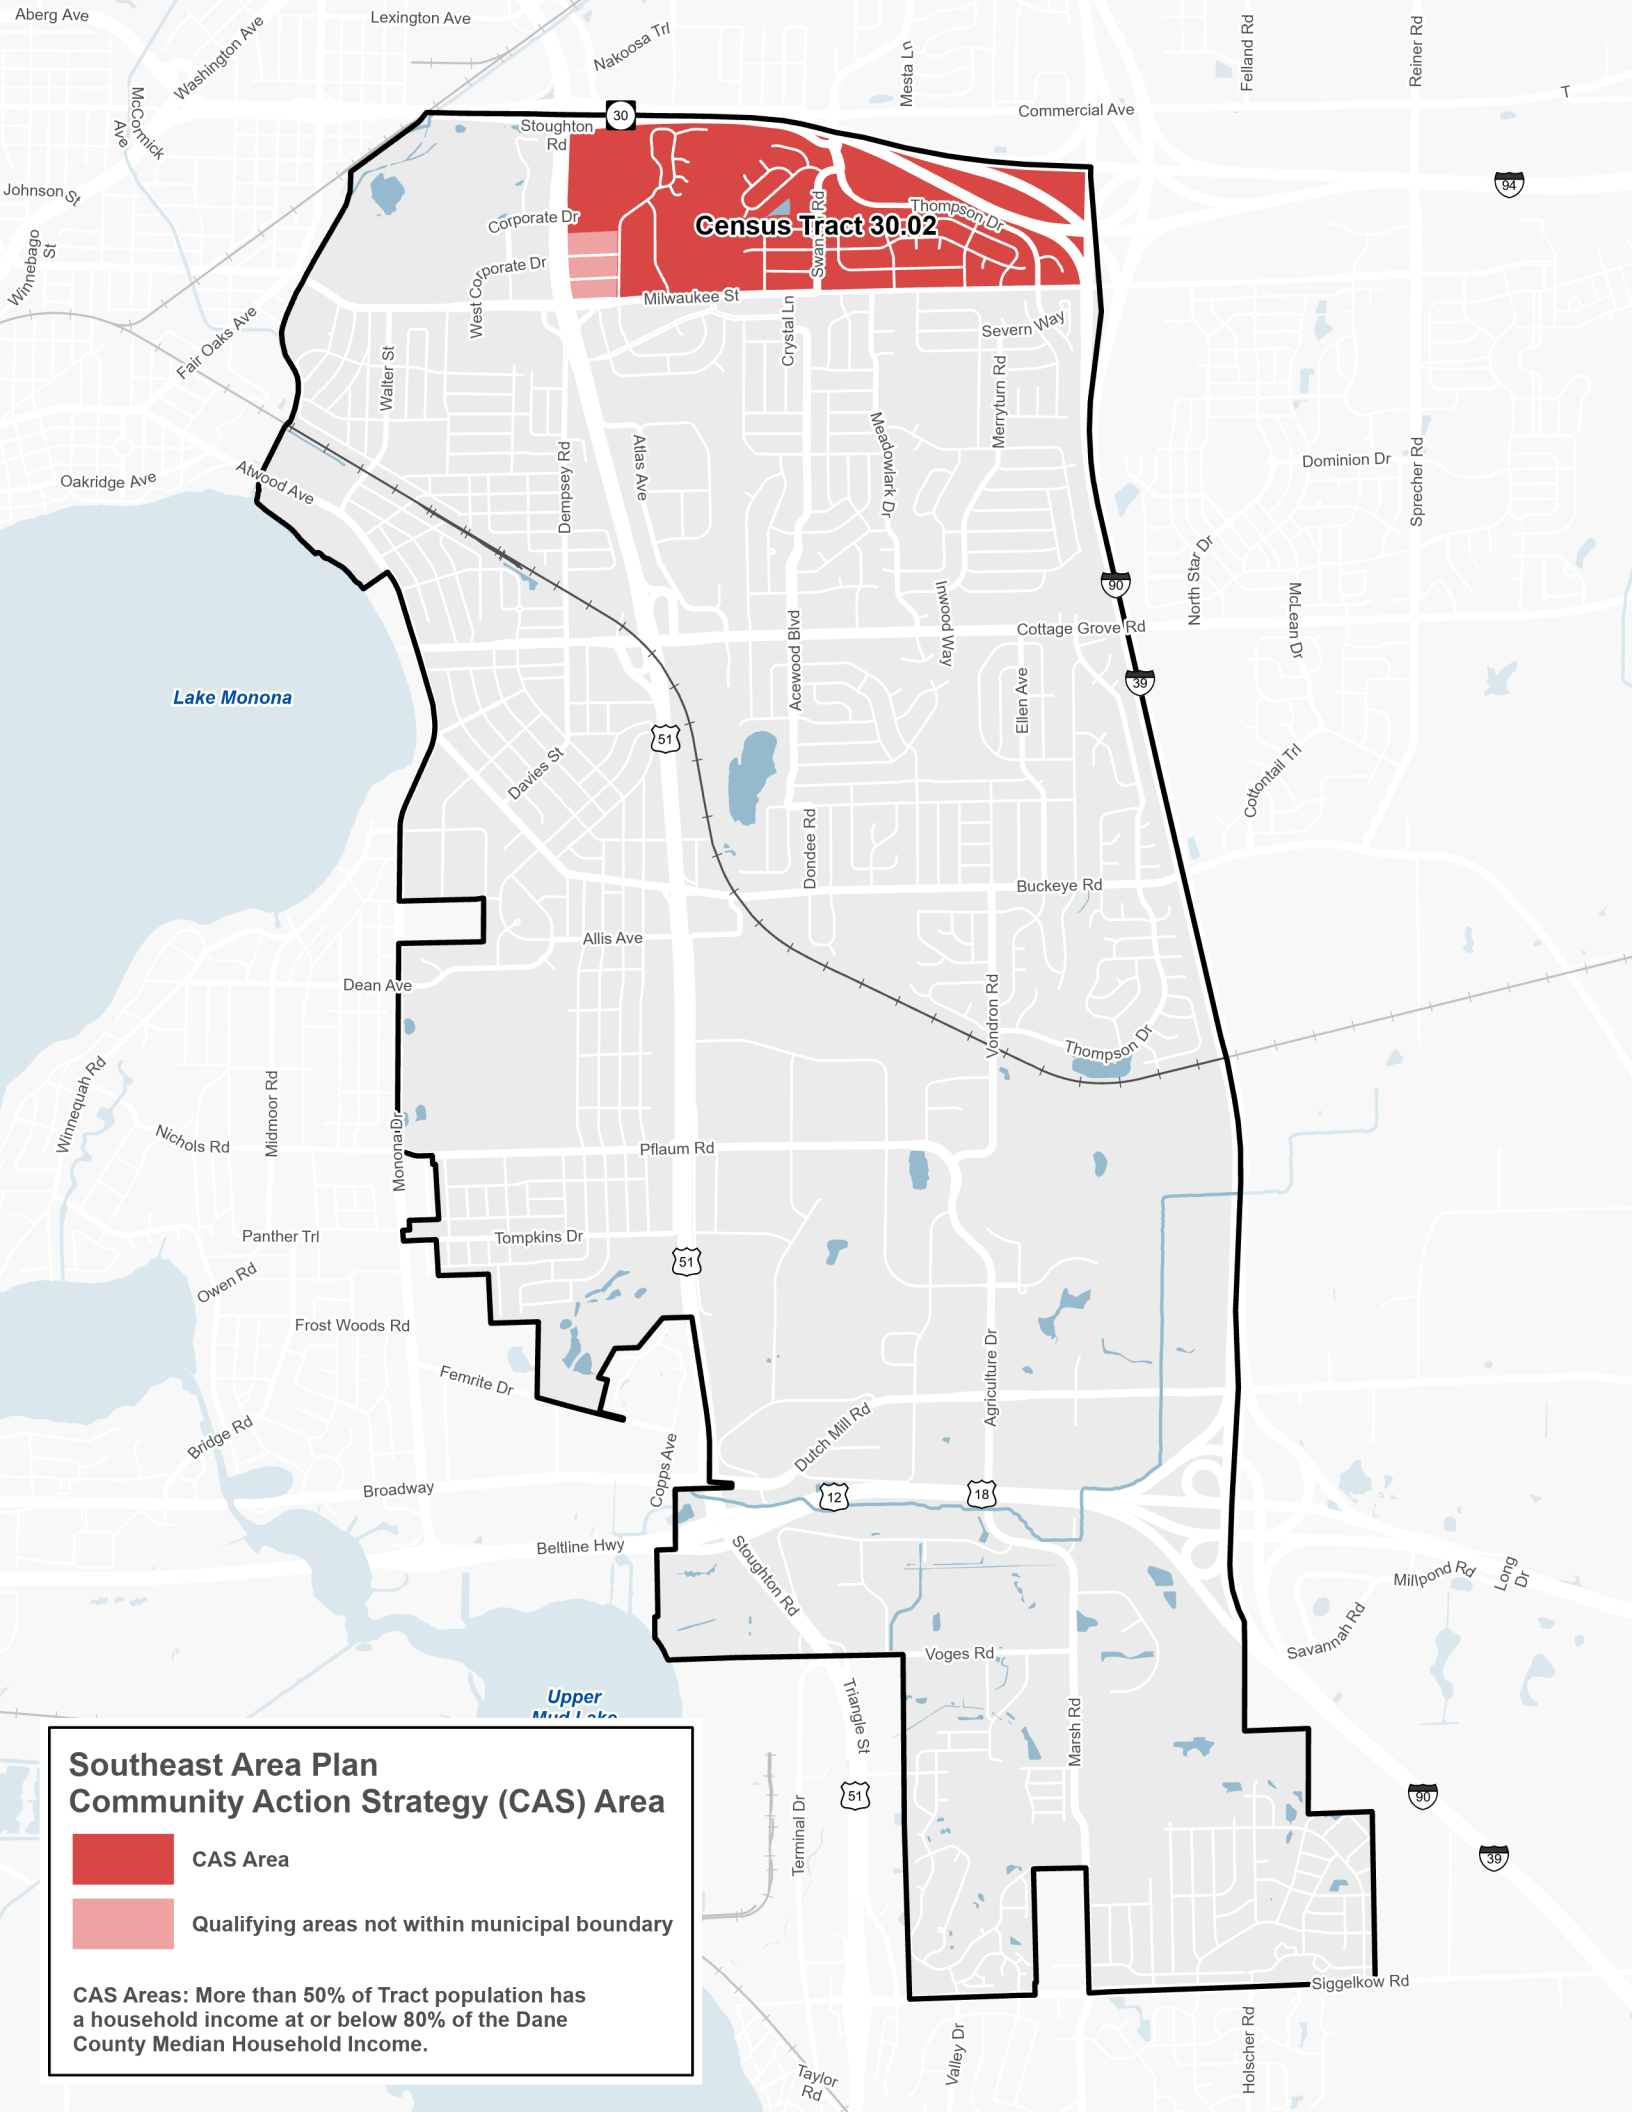 Aberg Ave
Lexington Ave
Washington Ave
Nakoosa Trl
Mesta Ln
Felland Rd
Reiner Rd
McCormick
Ave
Commercial Ave
T
30
Stoughton
Rd
94
Johnson St
Corporate Dr
Swan
Rd
Thompson Dr
Census Tract 30.02
Winnebago
St
West Corporate Dr
Milwaukee St
Fair Oaks Ave
Crystal Ln
Severn Way
Walter St
Merryturn Rd
Meadowlark Dr
Atlas Ave
Dempsey Rd
Dominion Dr
Sprecher Rd
Oakridge Ave
Atwood Ave
North Star Dr
90
Inwood Way
McLean Dr
Cottage Grove Rd
Acewood Blvd
Ellen Ave
39
Lake Monona
51
Davies St
Cottontail Trl
Dondee Rd
Buckeye Rd
Allis Ave
Dean Ave
Vondron Rd
Thompson Dr
Winnequah Rd
Midmoor Rd
Nichols Rd
Monona Dr
Pflaum Rd
Panther Trl
Tompkins Dr
Owen Rd
51
Frost Woods Rd
Femrite Dr
Agriculture Dr
Bridge Rd
Dutch Mill Rd
Copps Ave
Broadway
12
18
Beltline Hwy
Stoughton Rd
Millpond Rd
Long
Dr
Savannah Rd
Voges Rd
Upper
Mud Lake
Triangle St
Marsh Rd
51
90
Terminal Dr
39
Siggelkow Rd
Valley Dr
Holscher Rd
Taylor
Rd
Southeast Area Plan
Community Action Strategy (CAS) Area
CAS Area
Qualifying areas not within municipal boundary
CAS Areas: More than 50% of Tract population has
a household income at or below 80% of the Dane
County Median Household Income.